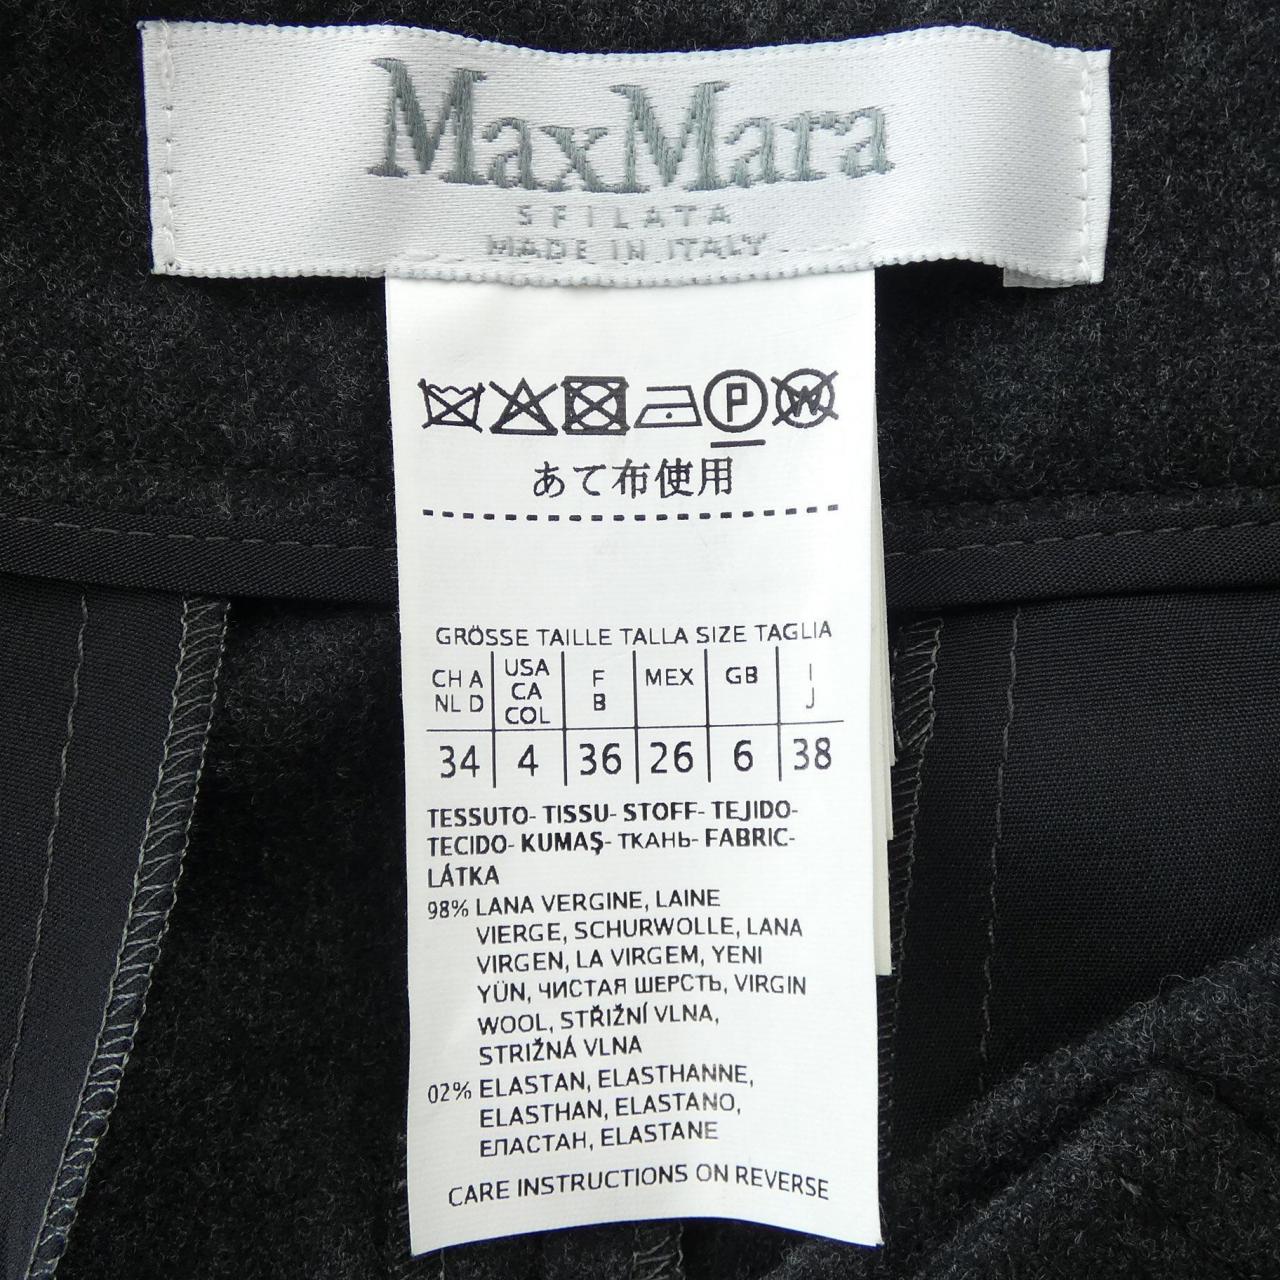 MaxMara
SFILATA
MADE IN ITALY
P W
あて布使用
GRÖSSE TAILLE TALLA SIZE TAGLIA
CH A NL D USA CA COL F B MEX GB I J
34 4 36 26 6 38
TESSUTO- TISSU- STOFF- TEJIDO-
TECIDO- KUMAŞ- ТКАНЬ- FABRIC-
LÁTKA
98% LANA VERGINE, LAINE
VIERGE, SCHURWOLLE, LANA
VIRGEN, LA VIRGEM, YENI
YÜN, ЧИСТАЯ ШЕРСТЬ, VIRGIN
WOOL, STŘIŽNÍ VLNA,
STRIŽNÁ VLNA
02% ELASTAN, ELASTHANNE,
ELASTHAN, ELASTANO,
ЕЛАСТАН, ELASTANE
CARE INSTRUCTIONS ON REVERSE